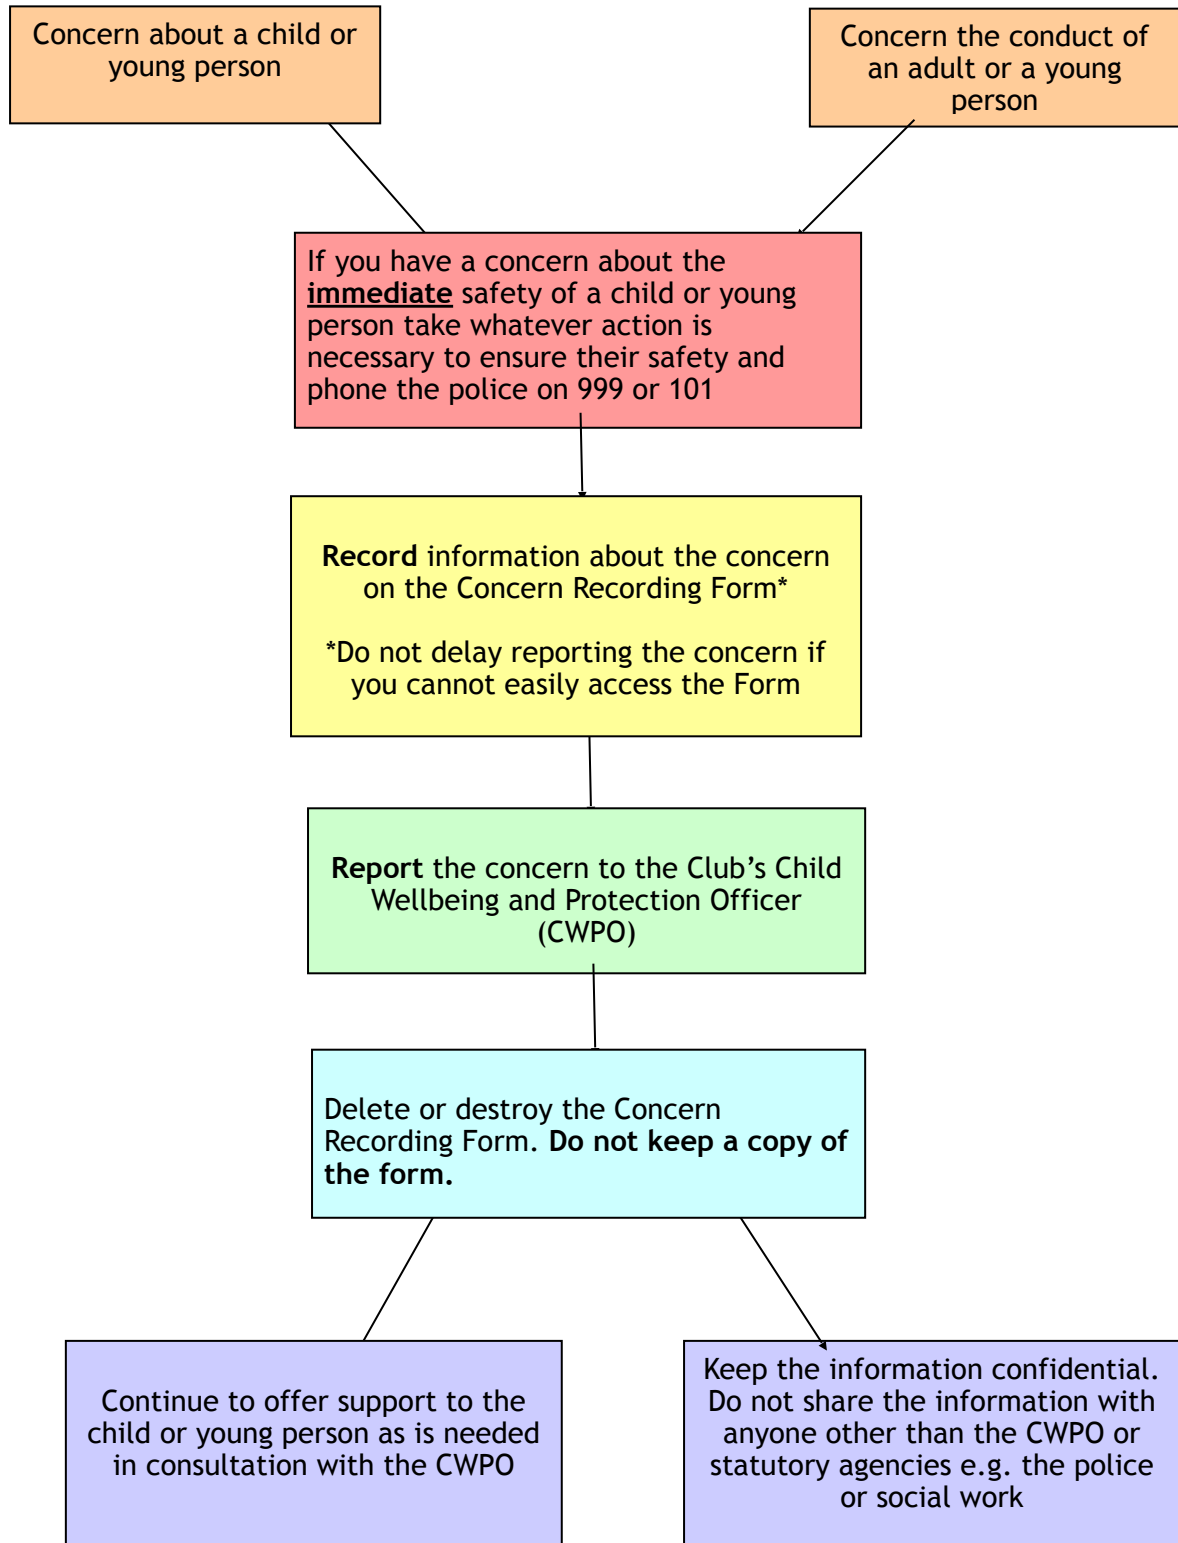 Concern about a child or
young person
Concern the conduct of
an adult or a young
person
If you have a concern about the
immediate safety of a child or young
person take whatever action is
necessary to ensure their safety and
phone the police on 999 or 101
Record information about the concern
on the Concern Recording Form*
*Do not delay reporting the concern if
you cannot easily access the Form
Report the concern to the Club’s Child
Wellbeing and Protection Officer
(CWPO)
Delete or destroy the Concern
Recording Form. Do not keep a copy of
the form.
Continue to offer support to the
child or young person as is needed
in consultation with the CWPO
Keep the information confidential.
Do not share the information with
anyone other than the CWPO or
statutory agencies e.g. the police
or social work